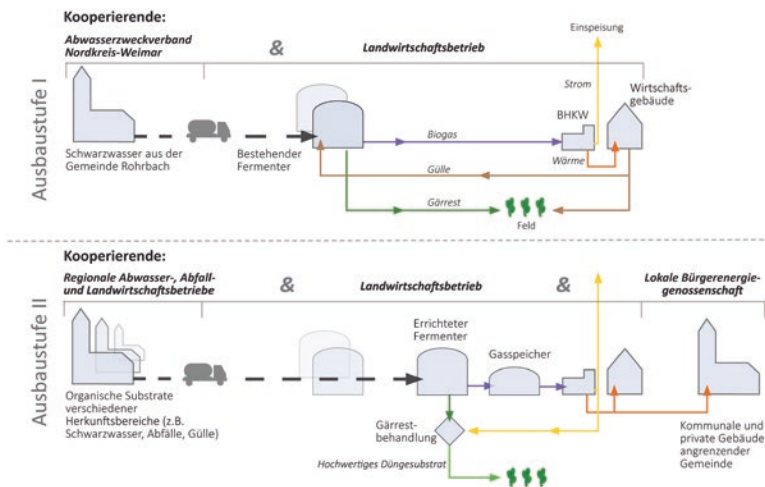 Ausbaustufe I
Kooperierende:
Abwasserzweckverband
Nordkreis-Weimar
&
Landwirtschaftsbetrieb
Einspeisung
Strom
Wirtschafts-
gebäude
BHKW
Biogas
Wärme
Schwarzwasser aus der
Gemeinde Rohrbach
Bestehender
Fermenter
Gülle
Gärrest
Feld
Ausbaustufe II
Kooperierende:
Regionale Abwasser-, Abfall-
und Landwirtschaftsbetriebe
&
Landwirtschaftsbetrieb
&
Lokale Bürgerenergie-
genossenschaft
Errichteter
Fermenter
Gasspeicher
Organische Substrate
verschiedener
Herkunftsbereiche (z.B.
Schwarzwasser, Abfälle, Gülle)
Gärrest-
behandlung
Hochwertiges Düngesubstrat
Kommunale und
private Gebäude
angrenzender
Gemeinde